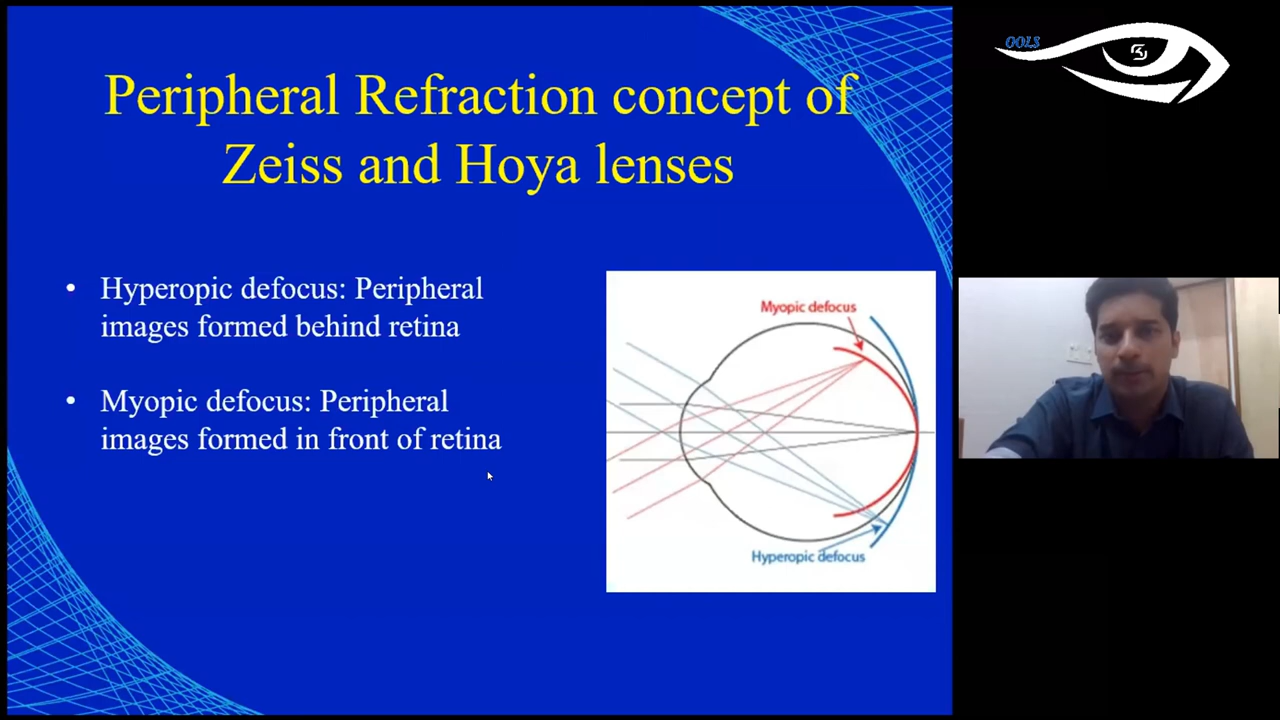 Peripheral Refraction concept of
Zeiss and Hoya lenses
• Hyperopic defocus: Peripheral
images formed behind retina
• Myopic defocus: Peripheral
images formed in front of retina
Myopic defocus
Hyperopic defocus
OOLS